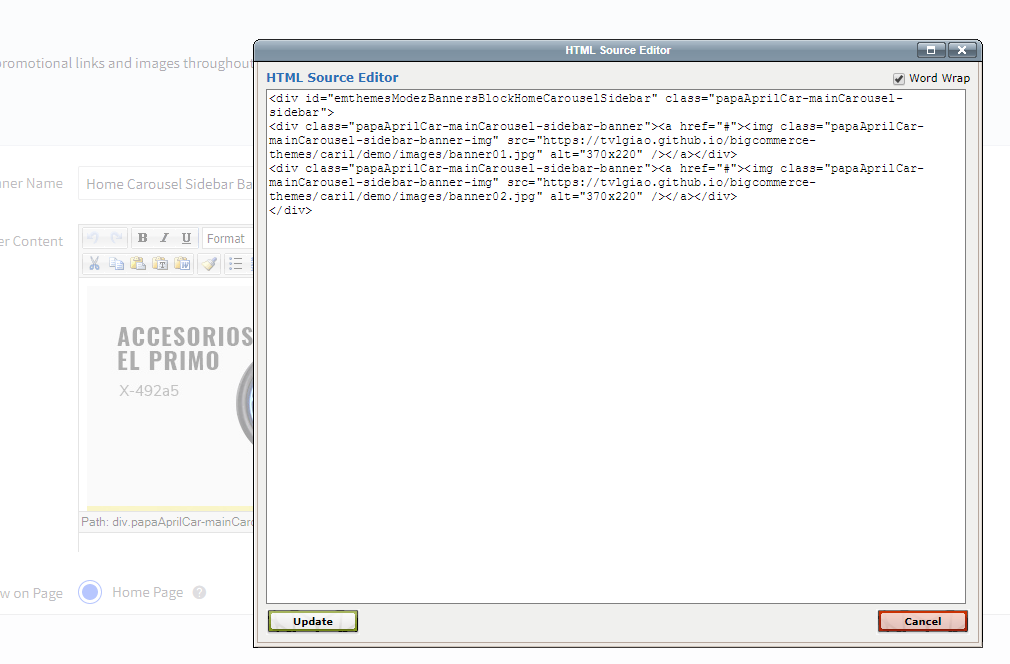 HTML Source Editor
promotional links and images throughout
HTML Source Editor
Word Wrap
<div id="emthemesModezBannersBlockHomeCarouselSidebar" class="papaAprilCar-mainCarousel-
sidebar">
<div class="papaAprilCar-mainCarousel-sidebar-banner"><a href="#"><img class="papaAprilCar-
mainCarousel-sidebar-banner-img" src="https://tvlgiao.github.io/bigcommerce-
themes/caril/demo/images/banner01.jpg" alt="370x220" /></a></div>
<div class="papaAprilCar-mainCarousel-sidebar-banner"><a href="#"><img class="papaAprilCar-
mainCarousel-sidebar-banner-img" src="https://tvlgiao.github.io/bigcommerce-
themes/caril/demo/images/banner02.jpg" alt="370x220" /></a></div>
</div>
nner Name
Home Carousel Sidebar Ba
er Content
B I U Format
ACCESORIOS
EL PRIMO
X-492a5
Path: div.papaAprilCar-mainCaro
w on Page
Home Page ?
Update
Cancel